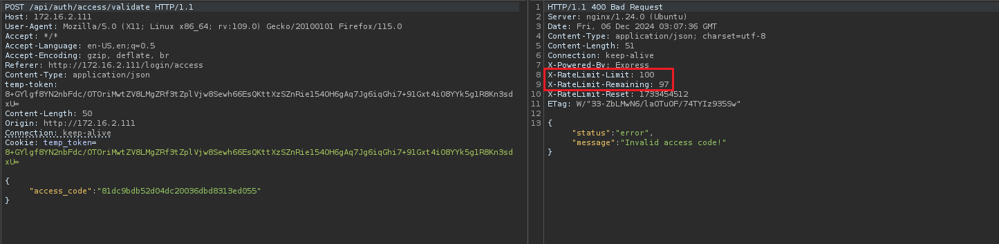 POST /api/auth/access/validate HTTP/1.1
Host: 172.16.2.111
User-Agent: Mozilla/5.0 (X11; Linux x86_64; rv:109.0) Gecko/20100101 Firefox/115.0
Accept: */*
Accept-Language: en-US,en;q=0.5
Accept-Encoding: gzip, deflate, br
Referer: http://172.16.2.111/login/access
Content-Type: application/json
temp-token:
8+GYlgf8YN2nbFdc/OTOriMwtZV8LMgZRf3tZplVjw8Sewh66EsQKttXzSZnRie154OH6gAq7Jg6iqGhi7+91Gxt4iO8YYk5g1R8Kn3sd
xU=
Content-Length: 50
Origin: http://172.16.2.111
Connection: keep-alive
Cookie: temp_token=
8+GYlgf8YN2nbFdc/OTOriMwtZV8LMgZRf3tZplVjw8Sewh66EsQKttXzSZnRie154OH6gAq7Jg6iqGhi7+91Gxt4iO8YYk5g1R8Kn3sd
xU=
{
"access_code":"81dc9bdb52d04dc20036dbd8313ed055"
}
1 HTTP/1.1 400 Bad Request
2 Server: nginx/1.24.0 (Ubuntu)
3 Date: Fri, 06 Dec 2024 03:07:36 GMT
4 Content-Type: application/json; charset=utf-8
5 Content-Length: 51
6 Connection: keep-alive
7 X-Powered-By: Express
8 X-RateLimit-Limit: 100
9 X-RateLimit-Remaining: 97
10 X-RateLimit-Reset: 1733454512
11 ETag: W/"33-ZbLMwN6/laOTuOF/74TYIz935Sw"
12
13 {
"status":"error",
"message":"Invalid access code!"
}